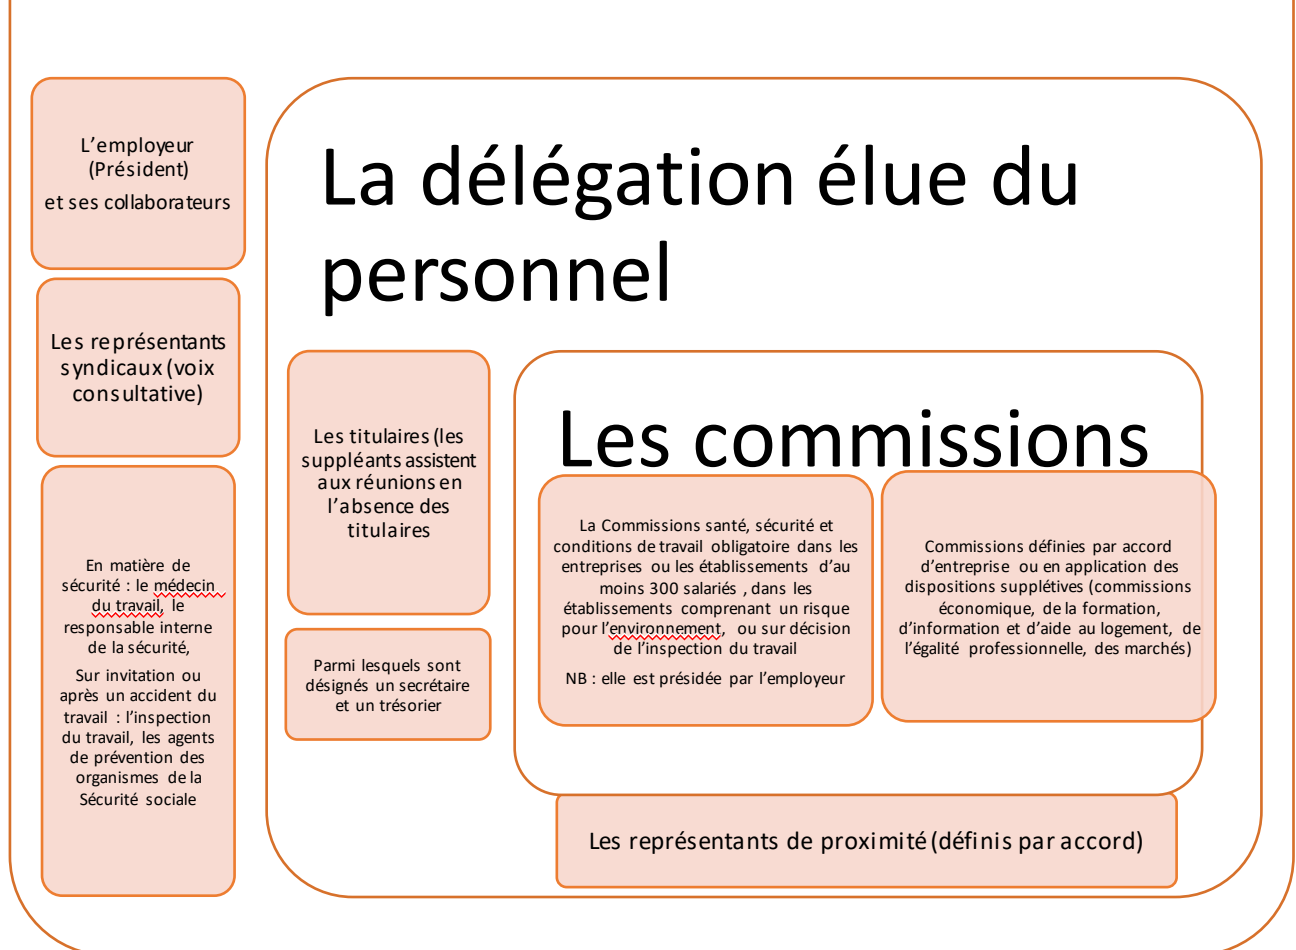 L’employeur
(Président)
et ses collaborateurs
Les représentants
syndicaux (voix
consultative)
En matière de
sécurité : le médecin
du travail, le
responsable interne
de la sécurité,
Sur invitation ou
après un accident du
travail : l’inspection
du travail, les agents
de prévention des
organismes de la
Sécurité sociale
La délégation élue du
personnel
Les titulaires (les
suppléants assistent
aux réunions en
l’absence des
titulaires
Parmi lesquels sont
désignés un secrétaire
et un trésorier
Les commissions
La Commissions santé, sécurité et
conditions de travail obligatoire dans les
entreprises ou les établissements d’au
moins 300 salariés , dans les
établissements comprenant un risque
pour l’environnement, ou sur décision
de l’inspection du travail
NB : elle est présidée par l’employeur
Commissions définies par accord
d’entreprise ou en application des
dispositions supplétives (commissions
économique, de la formation,
d’information et d’aide au logement, de
l’égalité professionnelle, des marchés)
Les représentants de proximité (définis par accord)